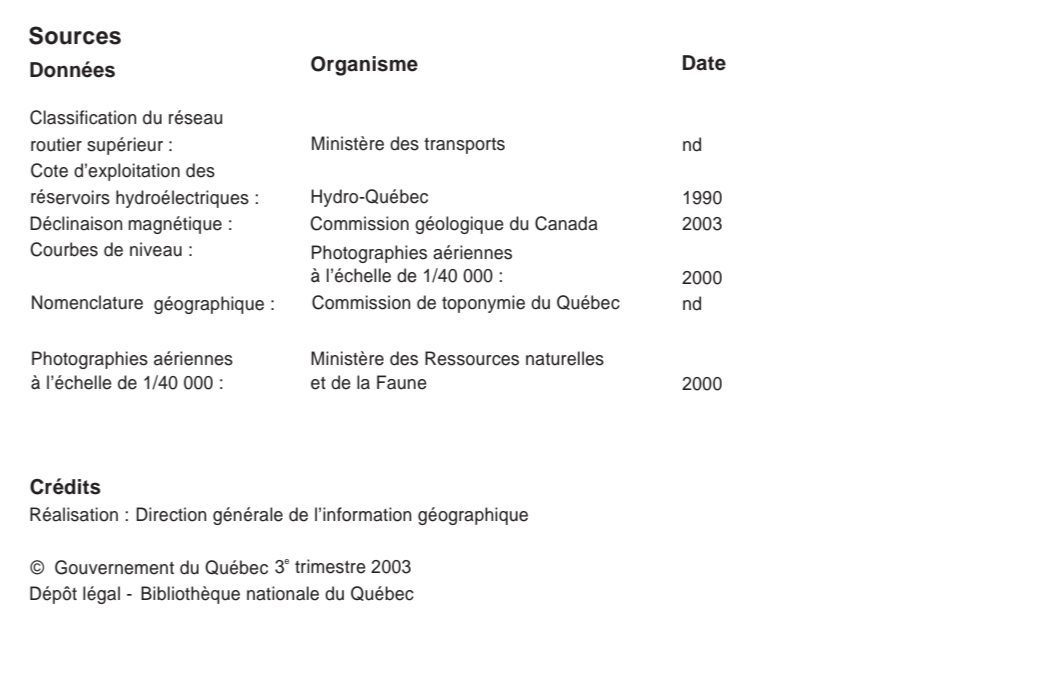 Sources
Données Organisme Date
Classification du réseau
routier supérieur : Ministère des transports nd
Cote d'exploitation des
réservoirs hydroélectriques : Hydro-Québec 1990
Déclinaison magnétique : Commission géologique du Canada 2003
Courbes de niveau : Photographies aériennes
à l'échelle de 1/40 000 : 2000
Nomenclature géographique : Commission de toponymie du Québec nd
Photographies aériennes Ministère des Ressources naturelles
à l'échelle de 1/40 000 : et de la Faune 2000
Crédits
Réalisation : Direction générale de l'information géographique
© Gouvernement du Québec 3e trimestre 2003
Dépôt légal - Bibliothèque nationale du Québec